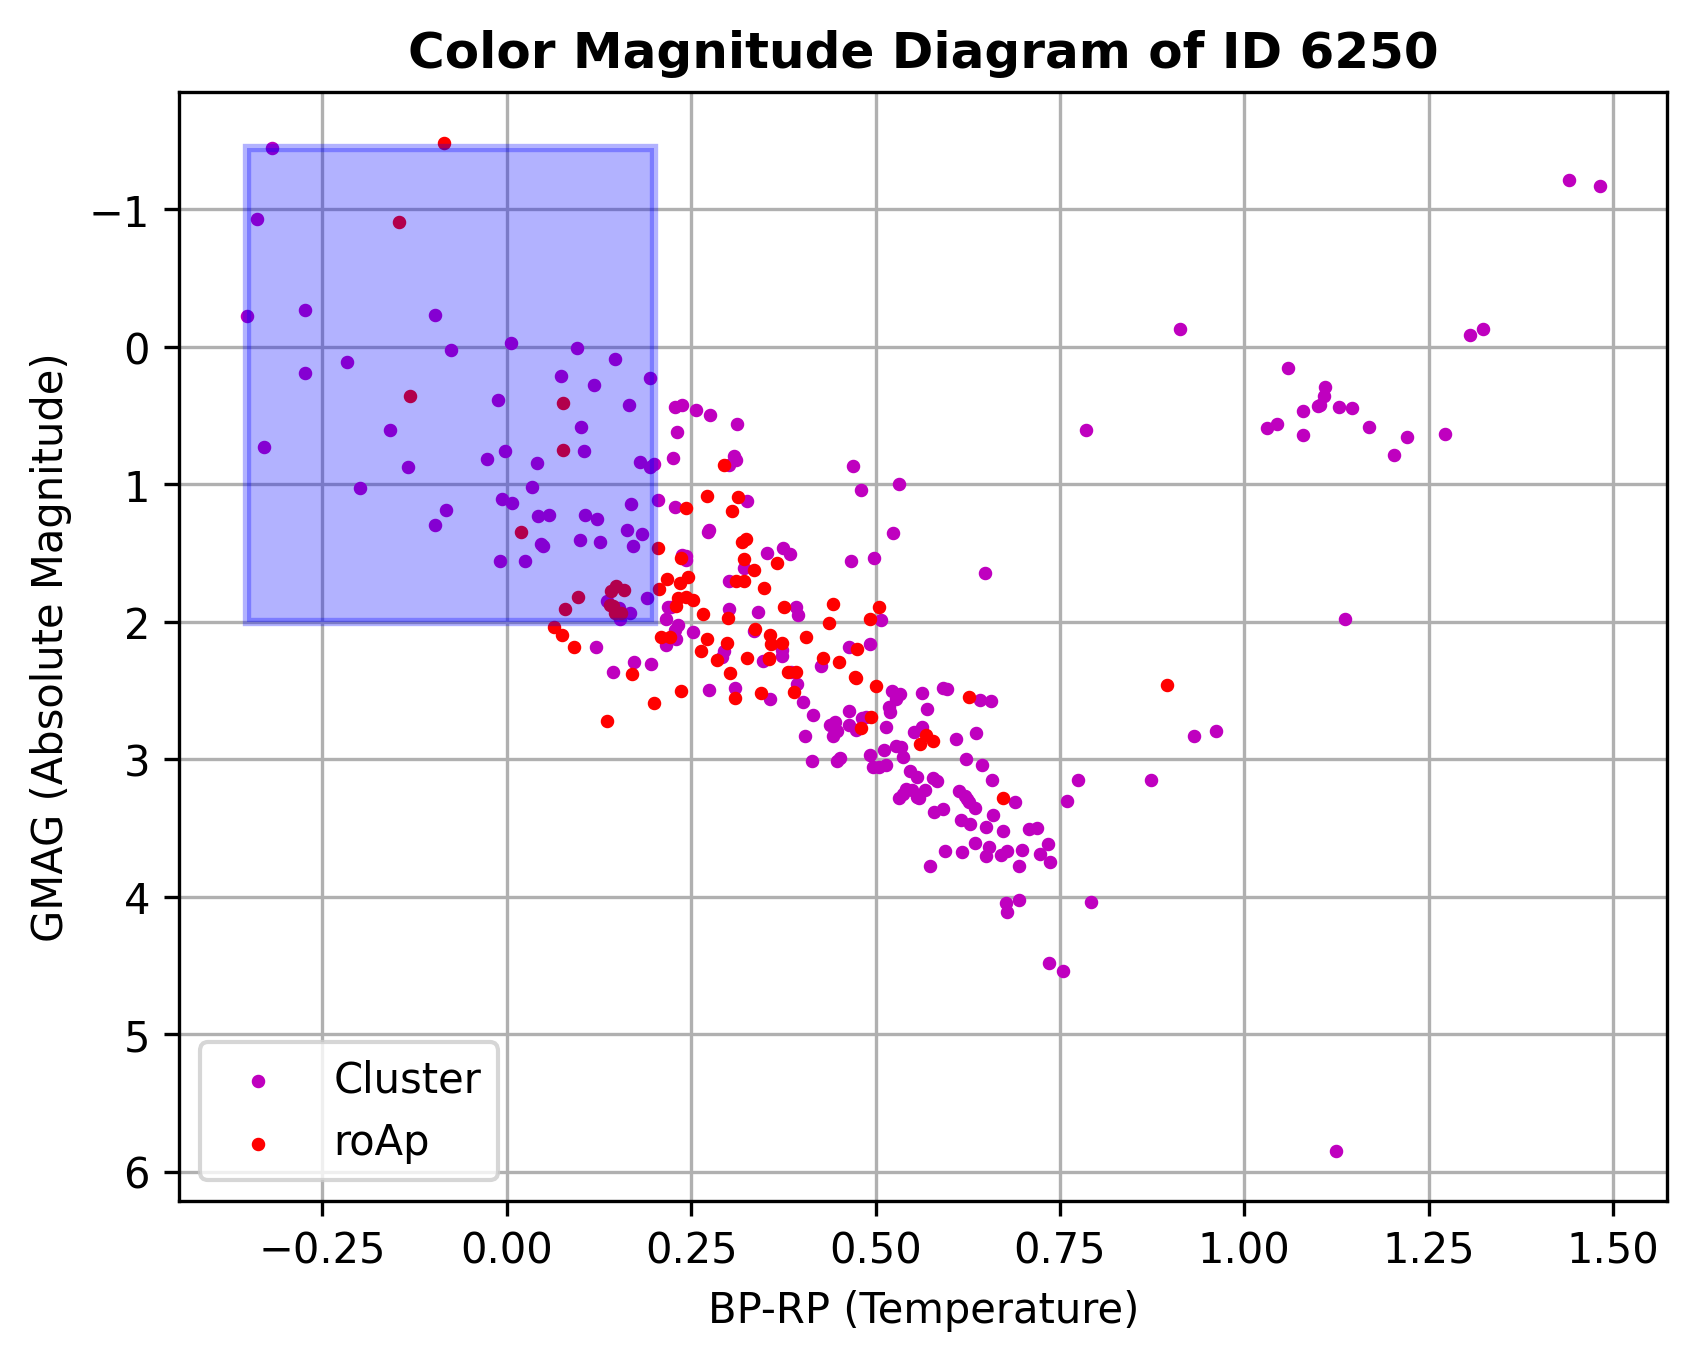 Color Magnitude Diagram of ID 6250
GMAG (Absolute Magnitude)
−1
0
1
2
3
4
5
6
Cluster
roAp
−0.25 0.00 0.25 0.50 0.75 1.00 1.25 1.50
BP-RP (Temperature)